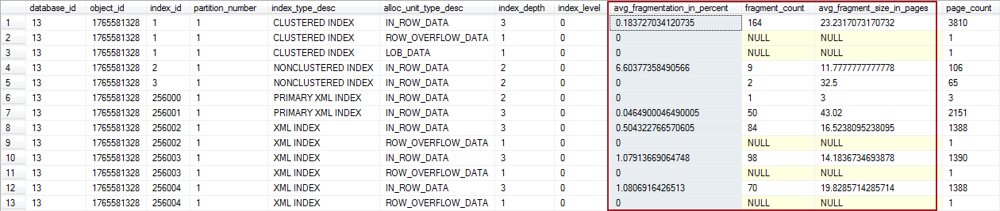 database_id object_id index_id partition_number index_type_desc alloc_unit_type_desc index_depth index_level avg_fragmentation_in_percent fragment_count avg_fragment_size_in_pages page_count
1 13 1765581328 1 1 CLUSTERED INDEX IN_ROW_DATA 3 0 0.183727034120735 164 23.2317073170732 3810
2 13 1765581328 1 1 CLUSTERED INDEX ROW_OVERFLOW_DATA 1 0 0 NULL NULL 1
3 13 1765581328 1 1 CLUSTERED INDEX LOB_DATA 1 0 0 NULL NULL 1
4 13 1765581328 2 1 NONCLUSTERED INDEX IN_ROW_DATA 2 0 6.60377358490566 9 11.7777777777778 106
5 13 1765581328 3 1 NONCLUSTERED INDEX IN_ROW_DATA 2 0 0 2 32.5 65
6 13 1765581328 256000 1 PRIMARY XML INDEX IN_ROW_DATA 2 0 0 1 3 3
7 13 1765581328 256001 1 PRIMARY XML INDEX IN_ROW_DATA 3 0 0.0464900046490005 50 43.02 2151
8 13 1765581328 256002 1 XML INDEX IN_ROW_DATA 3 0 0.504322766570605 84 16.5238095238095 1388
9 13 1765581328 256002 1 XML INDEX ROW_OVERFLOW_DATA 1 0 0 NULL NULL 1
10 13 1765581328 256003 1 XML INDEX IN_ROW_DATA 3 0 1.07913669064748 98 14.1836734693878 1390
11 13 1765581328 256003 1 XML INDEX ROW_OVERFLOW_DATA 1 0 0 NULL NULL 1
12 13 1765581328 256004 1 XML INDEX IN_ROW_DATA 3 0 1.0806916426513 70 19.8285714285714 1388
13 13 1765581328 256004 1 XML INDEX ROW_OVERFLOW_DATA 1 0 0 NULL NULL 1